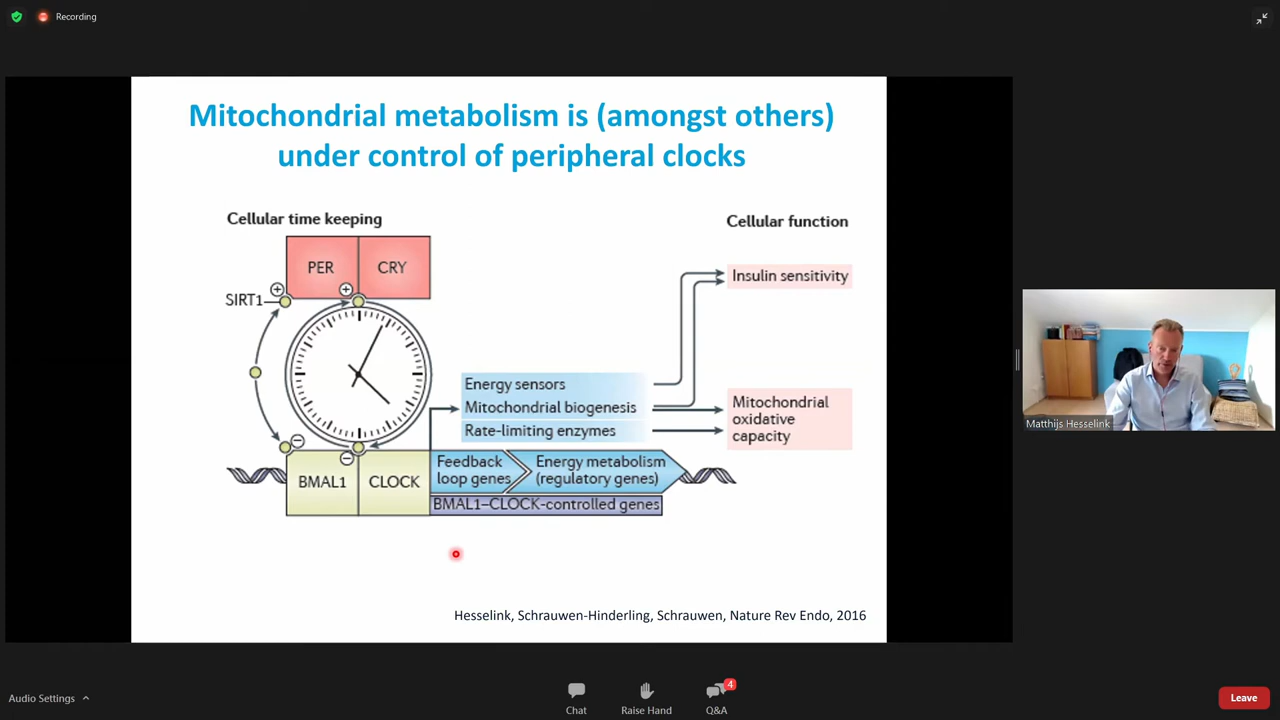 Recording
Mitochondrial metabolism is (amongst others)
under control of peripheral clocks
Cellular time keeping
Cellular function
PER
CRY
Insulin sensitivity
SIRT1
Energy sensors
Mitochondrial biogenesis
Rate-limiting enzymes
Mitochondrial
oxidative
capacity
BMAL1
CLOCK
Feedback
loop genes
Energy metabolism
(regulatory genes)
BMAL1–CLOCK-controlled genes
Hesselink, Schrauwen-Hinderling, Schrauwen, Nature Rev Endo, 2016
Matthijs Hesselink
Audio Settings
Chat
Raise Hand
4
Q&A
Leave